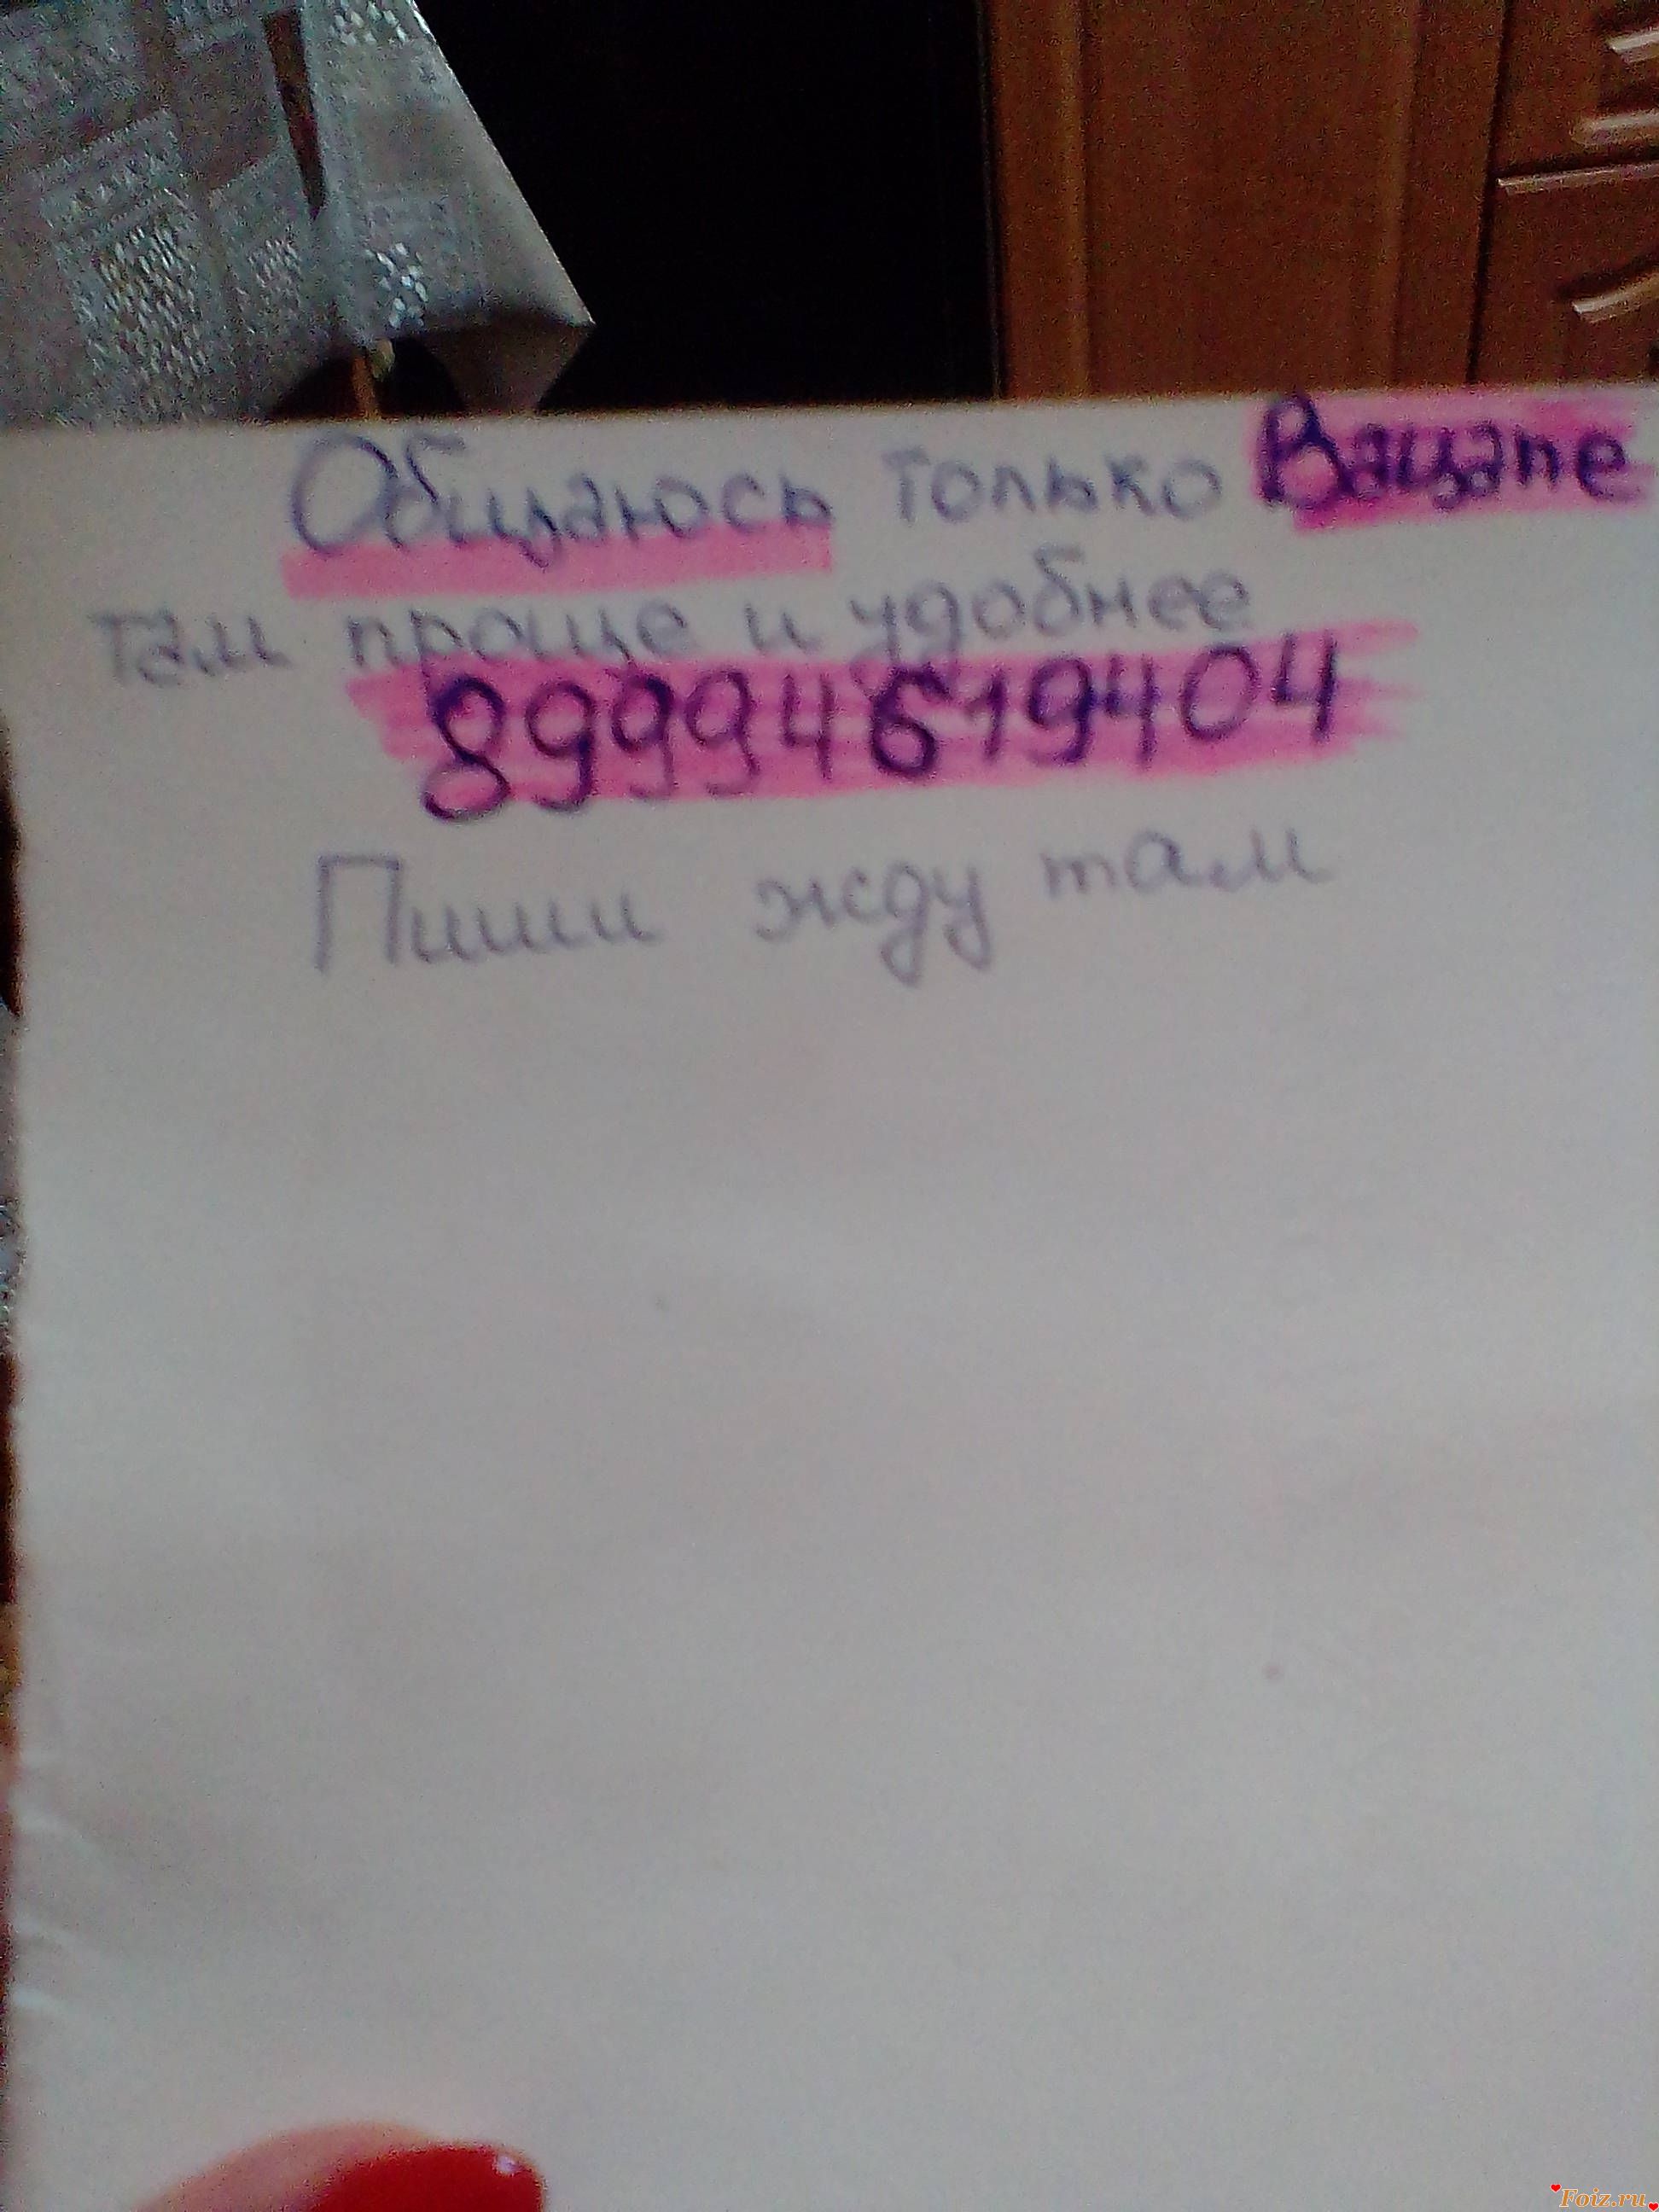 Общаюсь только Вацапе
там проще и удобнее
89994619404
Пиши жду там
Foiz.ru